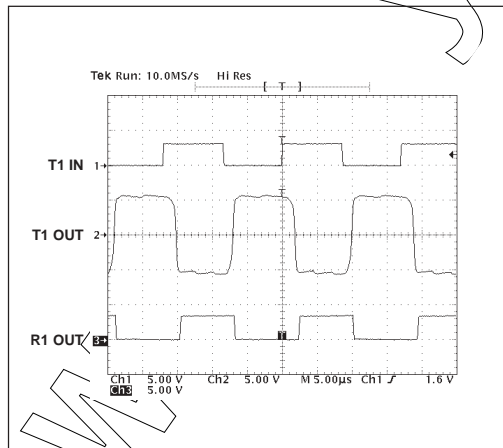 Tek Run: 10.0MS/s Hi Res
[ T ]
T1 IN 1
T
T1 OUT 2
T
R1 OUT 3
T
Ch1 5.00 V Ch2 5.00 V M 5.00µs Ch1 ∫ 1.6 V
Ch3 5.00 V